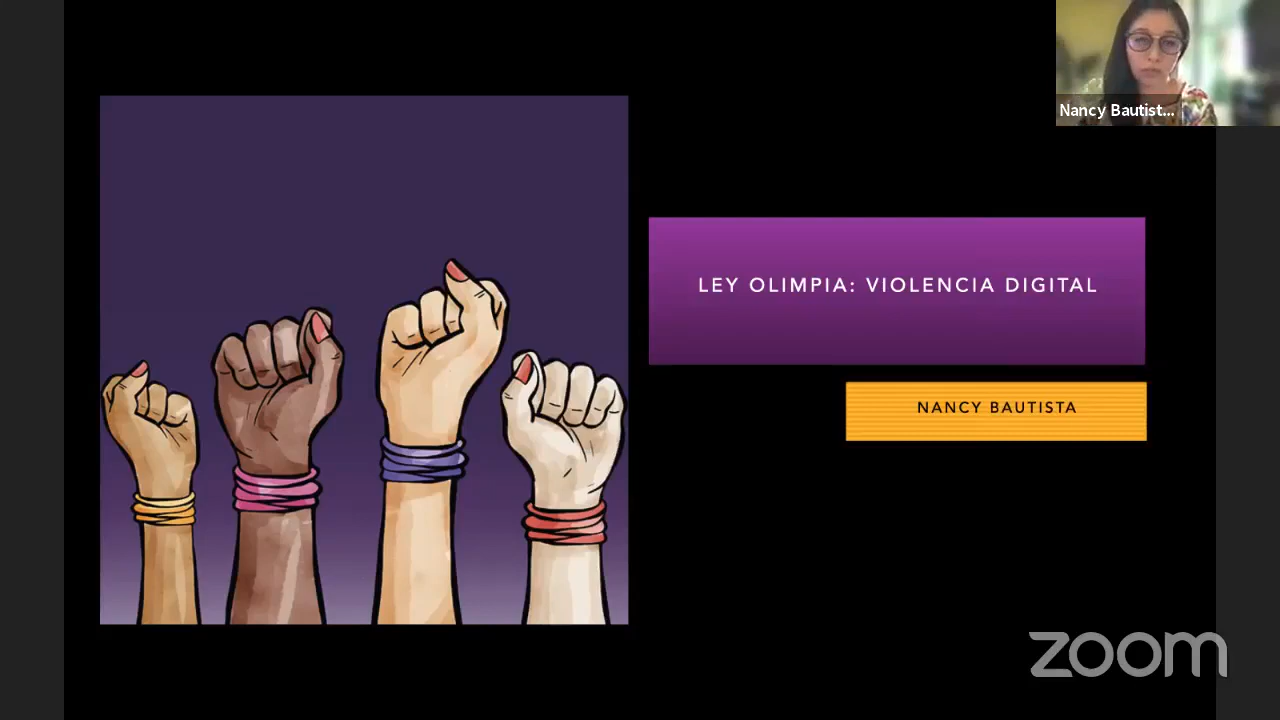 Nancy Bautist...
LEY OLIMPIA: VIOLENCIA DIGITAL
NANCY BAUTISTA
zoom